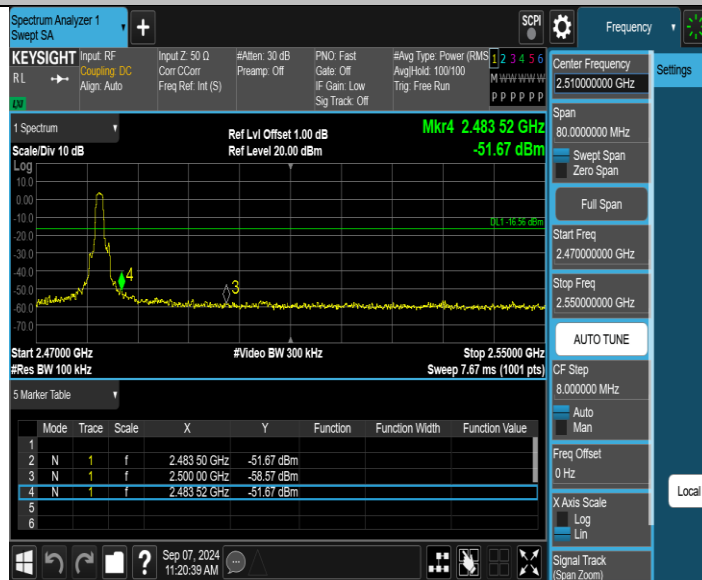 Spectrum Analyzer 1
Swept SA
+
SCPI
Frequency
Settings
KEYSIGHT
RL
LXI
Input: RF
Coupling: DC
Align: Auto
Input Z: 50 Ω
Corr CCorr
Freq Ref: Int (S)
#Atten: 30 dB
Preamp: Off
PNO: Fast
Gate: Off
IF Gain: Low
Sig Track: Off
#Avg Type: Power (RMS
Avg|Hold: 100/100
Trig: Free Run
1 2 3 4 5 6
M W W W W W
P P P P P P
1 Spectrum
Scale/Div 10 dB
Ref Lvl Offset 1.00 dB
Ref Level 20.00 dBm
Mkr4 2.483 52 GHz
-51.67 dBm
Log
10.0
0.00
-10.0
-20.0
-30.0
-40.0
-50.0
-60.0
-70.0
DL1 -16.56 dBm
4
3
Start 2.47000 GHz
#Res BW 100 kHz
#Video BW 300 kHz
Stop 2.55000 GHz
Sweep 7.67 ms (1001 pts)
5 Marker Table
Mode Trace Scale X Y Function Function Width Function Value
1
2 N 1 f 2.483 50 GHz -51.67 dBm
3 N 1 f 2.500 00 GHz -58.57 dBm
4 N 1 f 2.483 52 GHz -51.67 dBm
5
6
?
Sep 07, 2024
11:20:39 AM
Center Frequency
2.510000000 GHz
Span
80.0000000 MHz
Swept Span
Zero Span
Full Span
Start Freq
2.470000000 GHz
Stop Freq
2.550000000 GHz
AUTO TUNE
CF Step
8.000000 MHz
Auto
Man
Freq Offset
0 Hz
X Axis Scale
Log
Lin
Signal Track
(Span Zoom)
Local